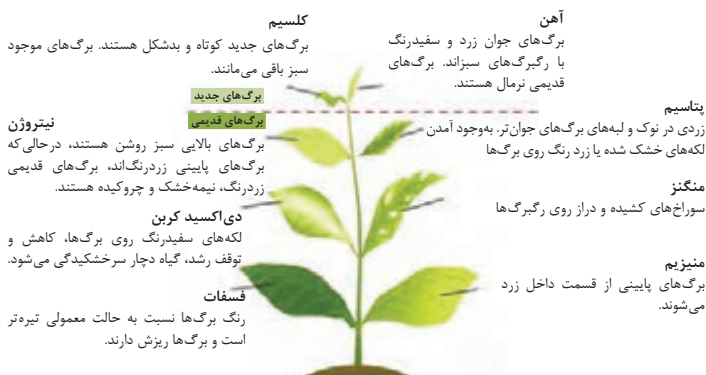 آهن
برگ‌های جوان زرد و سفیدرنگ
با رگبرگ‌های سبزاند. برگ‌های
قدیمی نرمال هستند.
پتاسیم
زردی در نوک و لبه‌های برگ‌های جوان‌تر. به‌وجود آمدن
لکه‌های خشک شده یا زرد رنگ روی برگ‌ها
منگنز
سوراخ‌های کشیده و دراز روی رگبرگ‌ها
منیزیم
برگ‌های پایینی از قسمت داخل زرد
می‌شوند.
کلسیم
برگ‌های جدید کوتاه و بدشکل هستند. برگ‌های موجود
سبز باقی می‌مانند.
برگ‌های جدید
برگ‌های قدیمی
نیتروژن
برگ‌های بالایی سبز روشن هستند، درحالی‌که
برگ‌های پایینی زردرنگ‌اند، برگ‌های قدیمی
زردرنگ، نیمه‌خشک و چروکیده هستند.
دی‌اکسید کربن
لکه‌های سفیدرنگ روی برگ‌ها، کاهش و
توقف رشد، گیاه دچار سرخشکیدگی می‌شود.
فسفات
رنگ برگ‌ها نسبت به حالت معمولی تیره‌تر
است و برگ‌ها ریزش دارند.